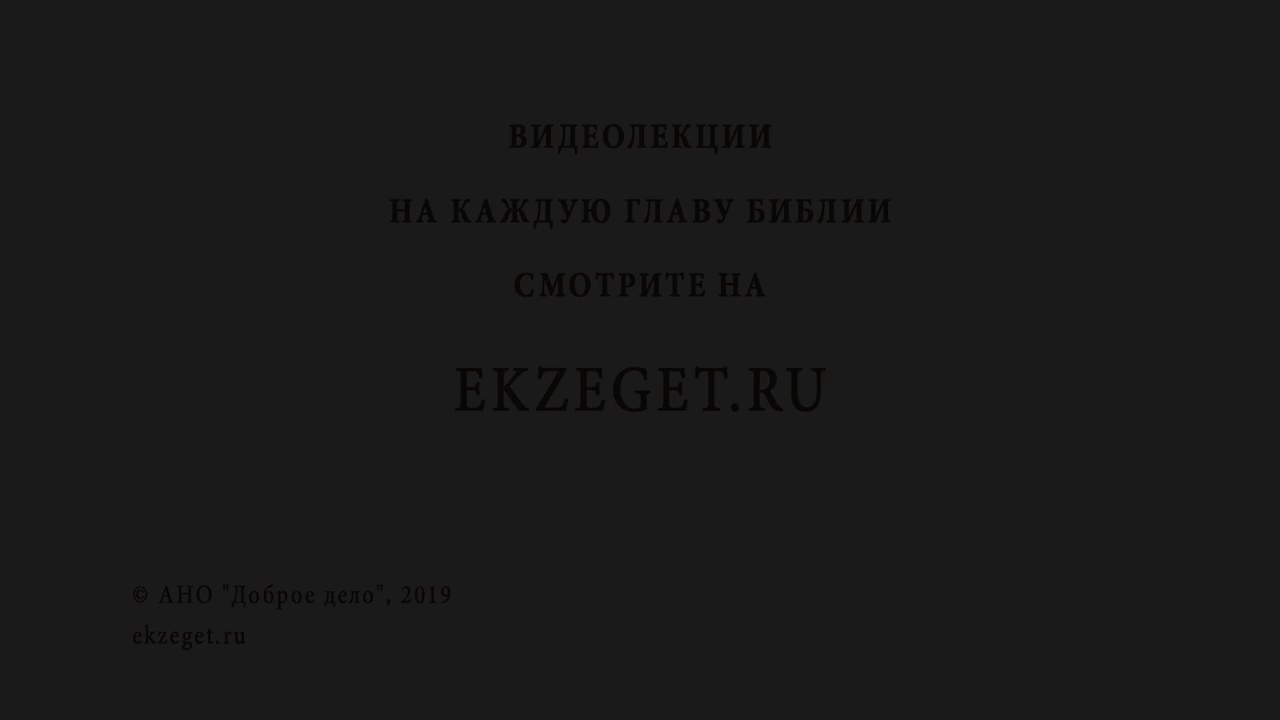 ВИДЕОЛЕКЦИИ
НА КАЖДУЮ ГЛАВУ БИБЛИИ
СМОТРИТЕ НА
EKZEGET.RU
© АНО "Доброе дело", 2019
ekzeget.ru